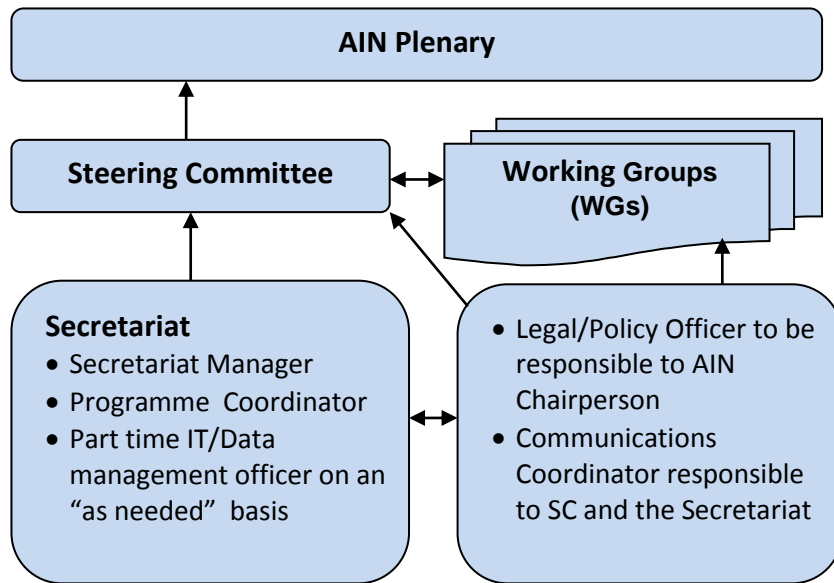 AIN Plenary
Steering Committee
Working Groups
(WGs)
Secretariat
• Secretariat Manager
• Programme Coordinator
• Part time IT/Data
management officer on an
“as needed” basis
• Legal/Policy Officer to be
responsible to AIN
Chairperson
• Communications
Coordinator responsible
to SC and the Secretariat